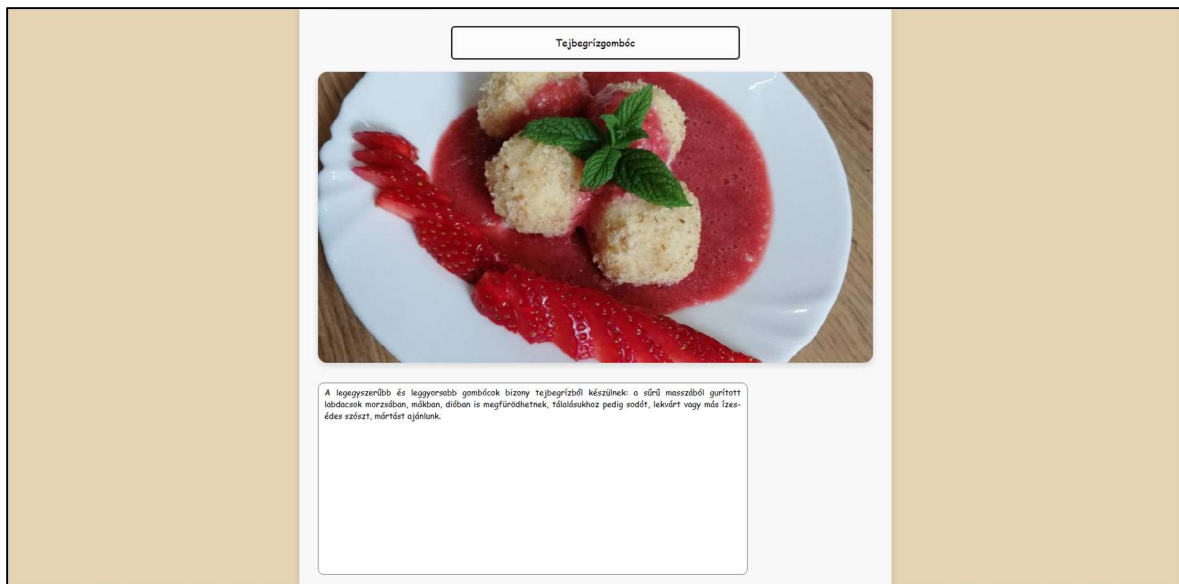 Tejbegrízgombóc
A legegyszerűbb és leggyorsabb gombócok bizony tejbegrízből készülnek: a sűrű masszából gurított
labdacsok morzsában, mákban, dióban is megfürödhetnek, tálalásukhoz pedig sodót, lekvárt vagy más ízes-
édes szószt, mártást ajánlunk.